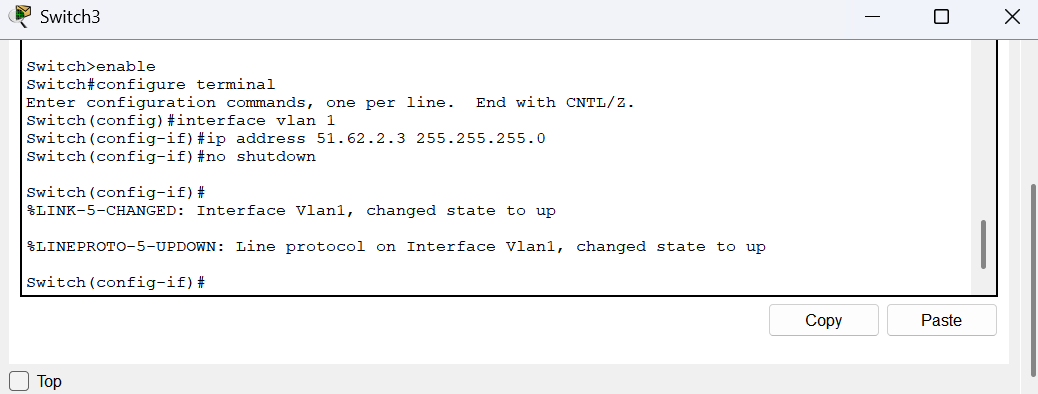 Switch3
Switch>enable
Switch#configure terminal
Enter configuration commands, one per line.  End with CNTL/Z.
Switch(config)#interface vlan 1
Switch(config-if)#ip address 51.62.2.3 255.255.255.0
Switch(config-if)#no shutdown
Switch(config-if)#
%LINK-5-CHANGED: Interface Vlan1, changed state to up
%LINEPROTO-5-UPDOWN: Line protocol on Interface Vlan1, changed state to up
Switch(config-if)#
Copy Paste
Top